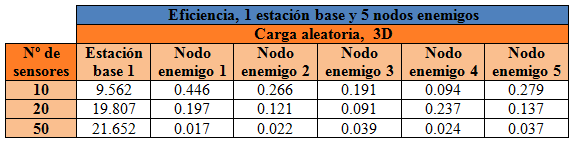 Eficiencia, 1 estación base y 5 nodos enemigos
Carga aleatoria, 3D
Nº de sensores Estación base 1 Nodo enemigo 1 Nodo enemigo 2 Nodo enemigo 3 Nodo enemigo 4 Nodo enemigo 5
10 9.562 0.446 0.266 0.191 0.094 0.279
20 19.807 0.197 0.121 0.091 0.237 0.137
50 21.652 0.017 0.022 0.039 0.024 0.037